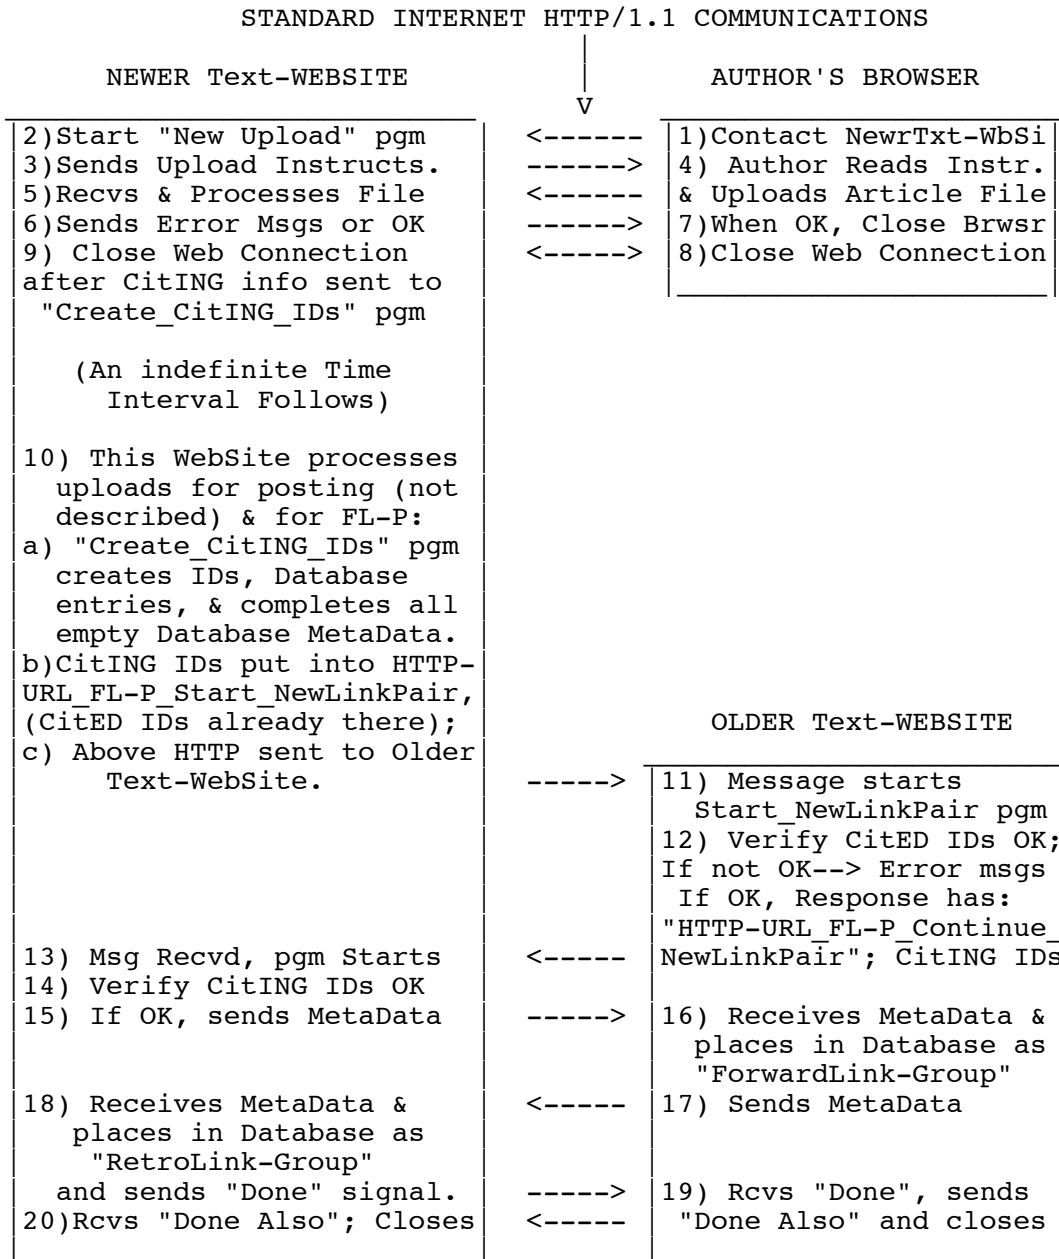 STANDARD INTERNET HTTP/1.1 COMMUNICATIONS
NEWER Text-WEBSITE
AUTHOR'S BROWSER
V
2)Start "New Upload" pgm <------ 1)Contact NewrTxt-WbSi
3)Sends Upload Instructs. ------> 4) Author Reads Instr.
5)Recvs & Processes File <------ & Uploads Article File
6)Sends Error Msgs or OK ------> 7)When OK, Close Brwsr
9) Close Web Connection <-----> 8)Close Web Connection
after CitING info sent to
"Create_CitING_IDs" pgm
(An indefinite Time
Interval Follows)
10) This WebSite processes
uploads for posting (not
described) & for FL-P:
a) "Create_CitING_IDs" pgm
creates IDs, Database
entries, & completes all
empty Database MetaData.
b)CitING IDs put into HTTP-
URL_FL-P_Start_NewLinkPair,
(CitED IDs already there); OLDER Text-WEBSITE
c) Above HTTP sent to Older
Text-WebSite. -----> 11) Message starts
Start_NewLinkPair pgm
12) Verify CitED IDs OK;
If not OK--> Error msgs
If OK, Response has:
"HTTP-URL_FL-P_Continue_
13) Msg Recvd, pgm Starts <----- NewLinkPair"; CitING IDs
14) Verify CitING IDs OK
15) If OK, sends MetaData -----> 16) Receives MetaData &
places in Database as
"ForwardLink-Group"
18) Receives MetaData & <----- 17) Sends MetaData
places in Database as
"RetroLink-Group"
and sends "Done" signal. -----> 19) Rcvs "Done", sends
20)Rcvs "Done Also"; Closes <----- "Done Also" and closes